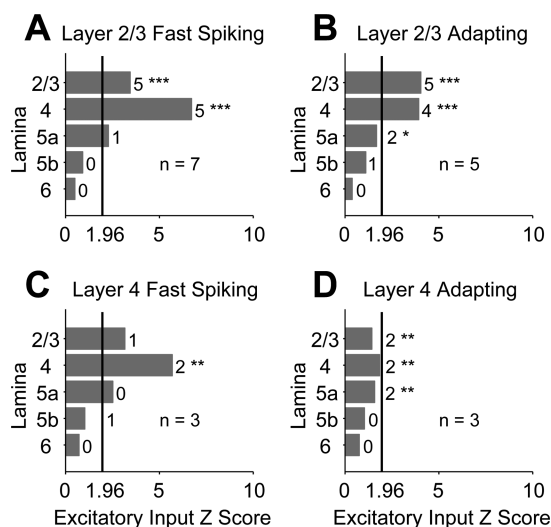 A Layer 2/3 Fast Spiking
Lamina
2/3 5 ***
4 5 ***
5a 1
5b 0 n = 7
6 0
0 1.96 5 10
B Layer 2/3 Adapting
Lamina
2/3 5 ***
4 4 ***
5a 2 *
5b 1 n = 5
6 0
0 1.96 5 10
C Layer 4 Fast Spiking
Lamina
2/3 1
4 2 **
5a 0
5b 1 n = 3
6 0
0 1.96 5 10
Excitatory Input Z Score
D Layer 4 Adapting
Lamina
2/3 2 **
4 2 **
5a 2 **
5b 0 n = 3
6 0
0 1.96 5 10
Excitatory Input Z Score